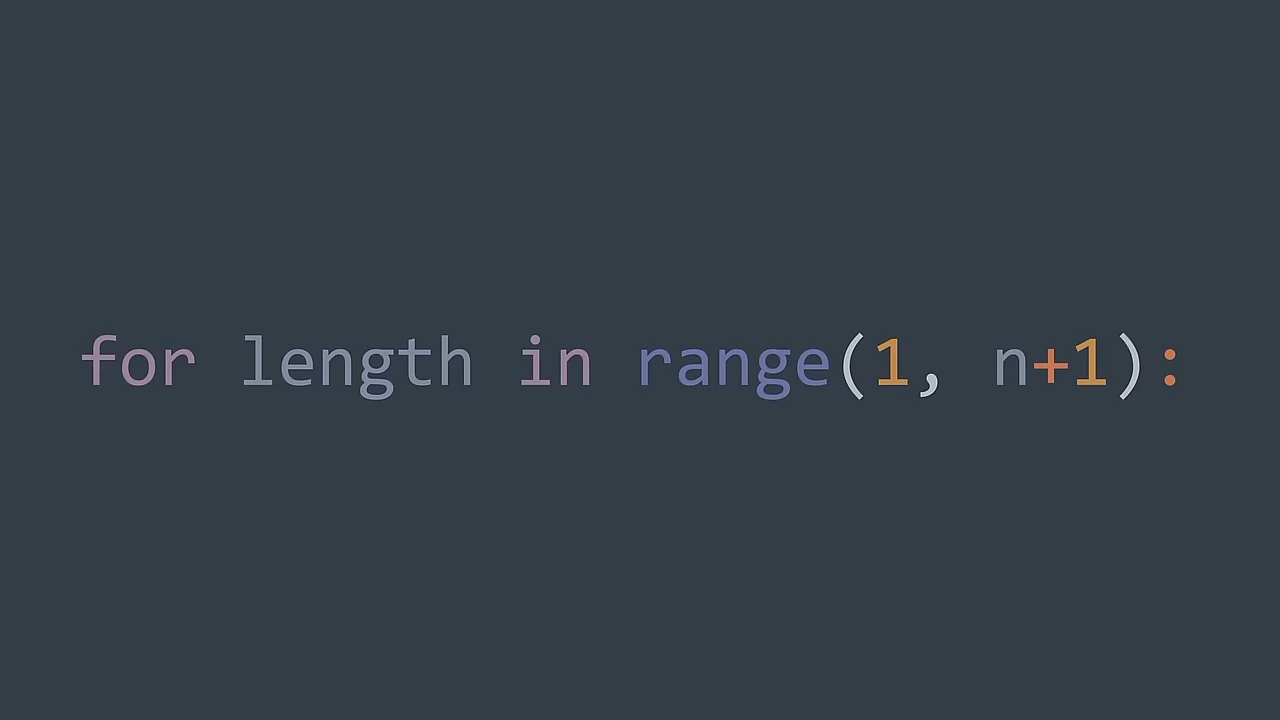 for length in range(1, n+1):